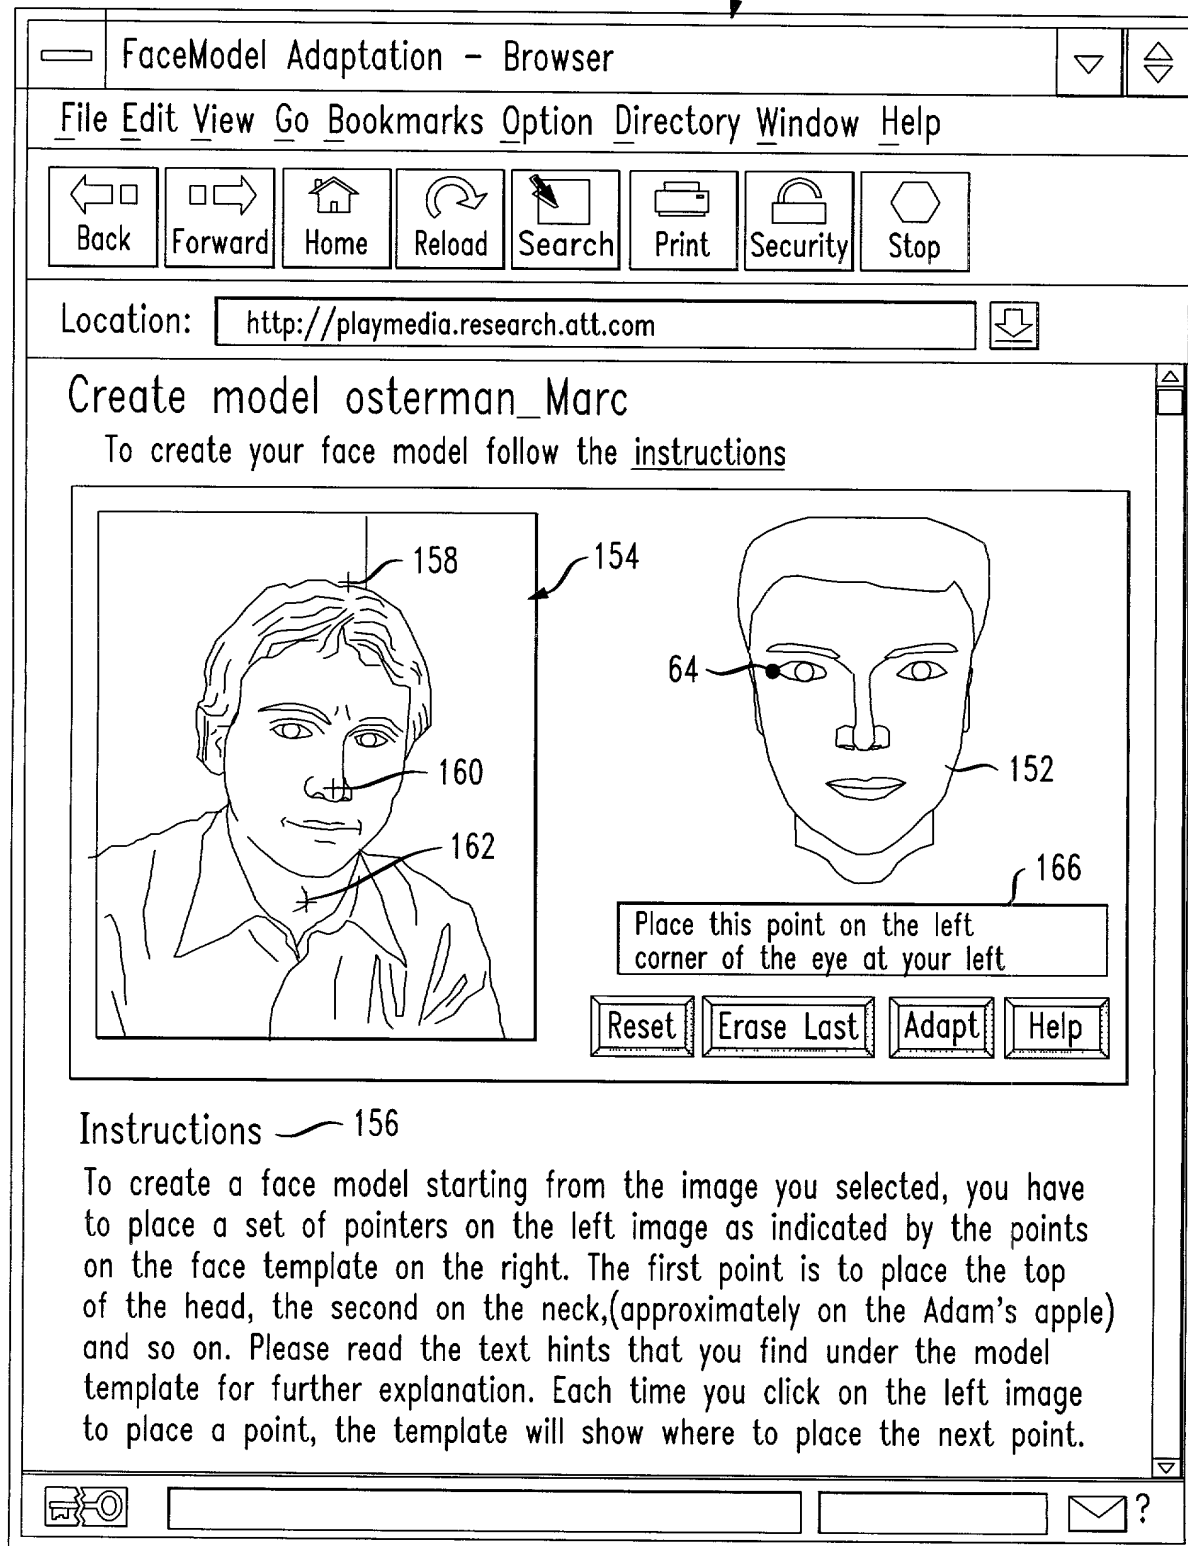 FaceModel Adaptation - Browser
File Edit View Go Bookmarks Option Directory Window Help
Back Forward Home Reload Search Print Security Stop
Location: http://playmedia.research.att.com
Create model osterman_Marc
To create your face model follow the instructions
158
154
64
160
152
162
166
Place this point on the left
corner of the eye at your left
Reset Erase Last Adapt Help
Instructions 156
To create a face model starting from the image you selected, you have
to place a set of pointers on the left image as indicated by the points
on the face template on the right. The first point is to place the top
of the head, the second on the neck,(approximately on the Adam's apple)
and so on. Please read the text hints that you find under the model
template for further explanation. Each time you click on the left image
to place a point, the template will show where to place the next point.
?